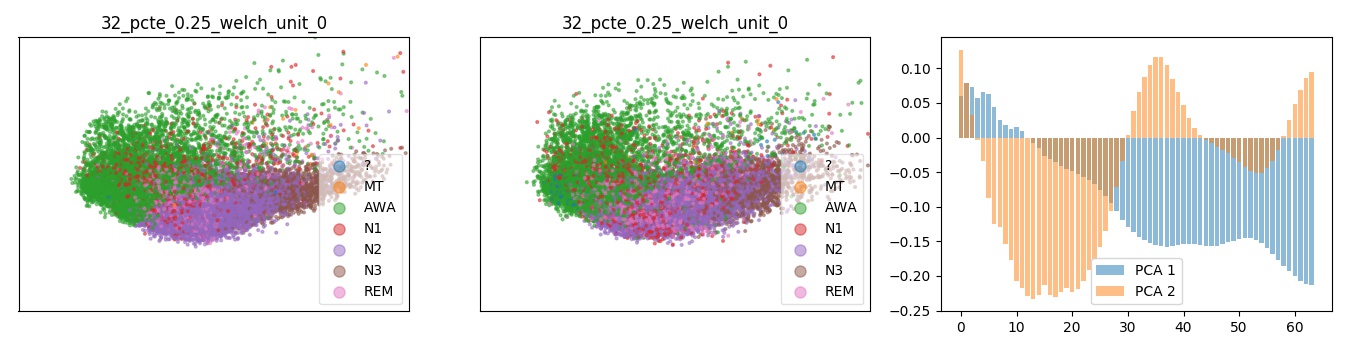 32_pcte_0.25_welch_unit_0
?
MT
AWA
N1
N2
N3
REM
32_pcte_0.25_welch_unit_0
?
MT
AWA
N1
N2
N3
REM
0.10
0.05
0.00
−0.05
−0.10
−0.15
−0.20
−0.25
PCA 1
PCA 2
0 10 20 30 40 50 60